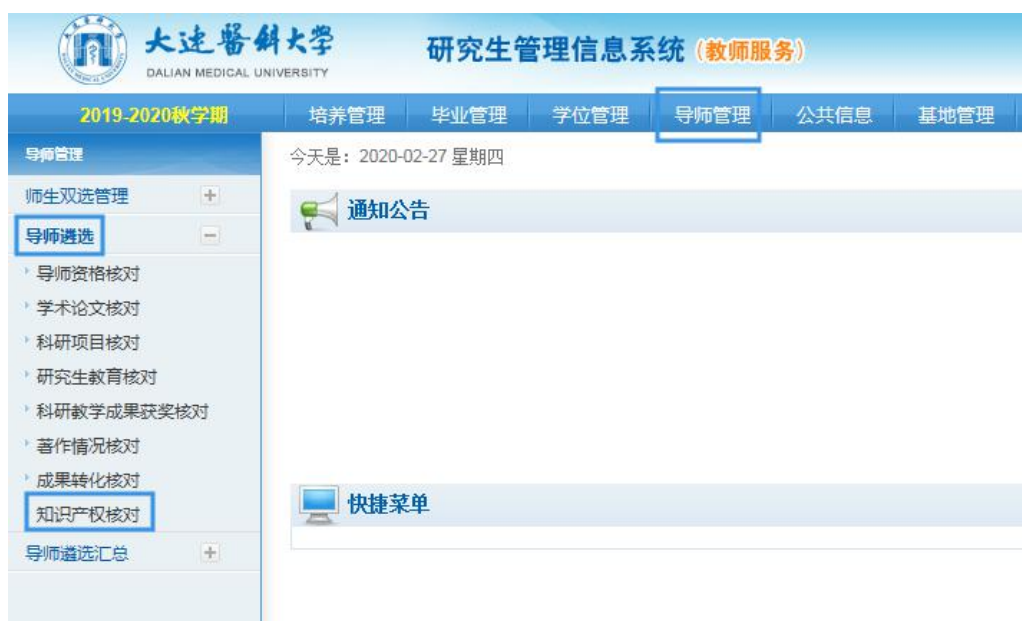 大连医科大学
DALIAN MEDICAL UNIVERSITY
研究生管理信息系统（教师服务）
2019-2020秋学期 培养管理 毕业管理 学位管理 导师管理 公共信息 基地管理
导师管理
今天是：2020-02-27 星期四
师生双选管理
通知公告
导师遴选
导师资格核对
学术论文核对
科研项目核对
研究生教育核对
科研教学成果获奖核对
著作情况核对
成果转化核对
快捷菜单
知识产权核对
导师遴选汇总